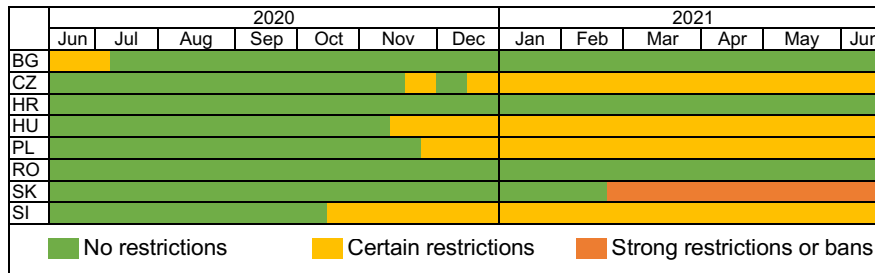 2020 2021
Jun Jul Aug Sep Oct Nov Dec Jan Feb Mar Apr May Jun
BG
CZ
HR
HU
PL
RO
SK
SI
No restrictions Certain restrictions Strong restrictions or bans